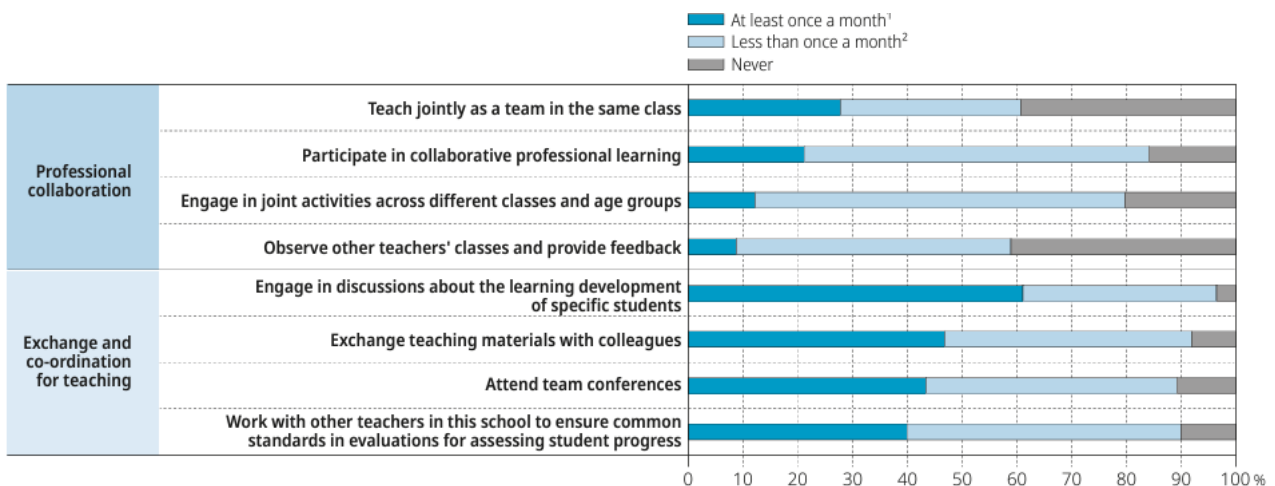 At least once a month¹
Less than once a month²
Never
Professional
collaboration
Teach jointly as a team in the same class
Participate in collaborative professional learning
Engage in joint activities across different classes and age groups
Observe other teachers' classes and provide feedback
Exchange and
co-ordination
for teaching
Engage in discussions about the learning development
of specific students
Exchange teaching materials with colleagues
Attend team conferences
Work with other teachers in this school to ensure common
standards in evaluations for assessing student progress
0 10 20 30 40 50 60 70 80 90 100 %